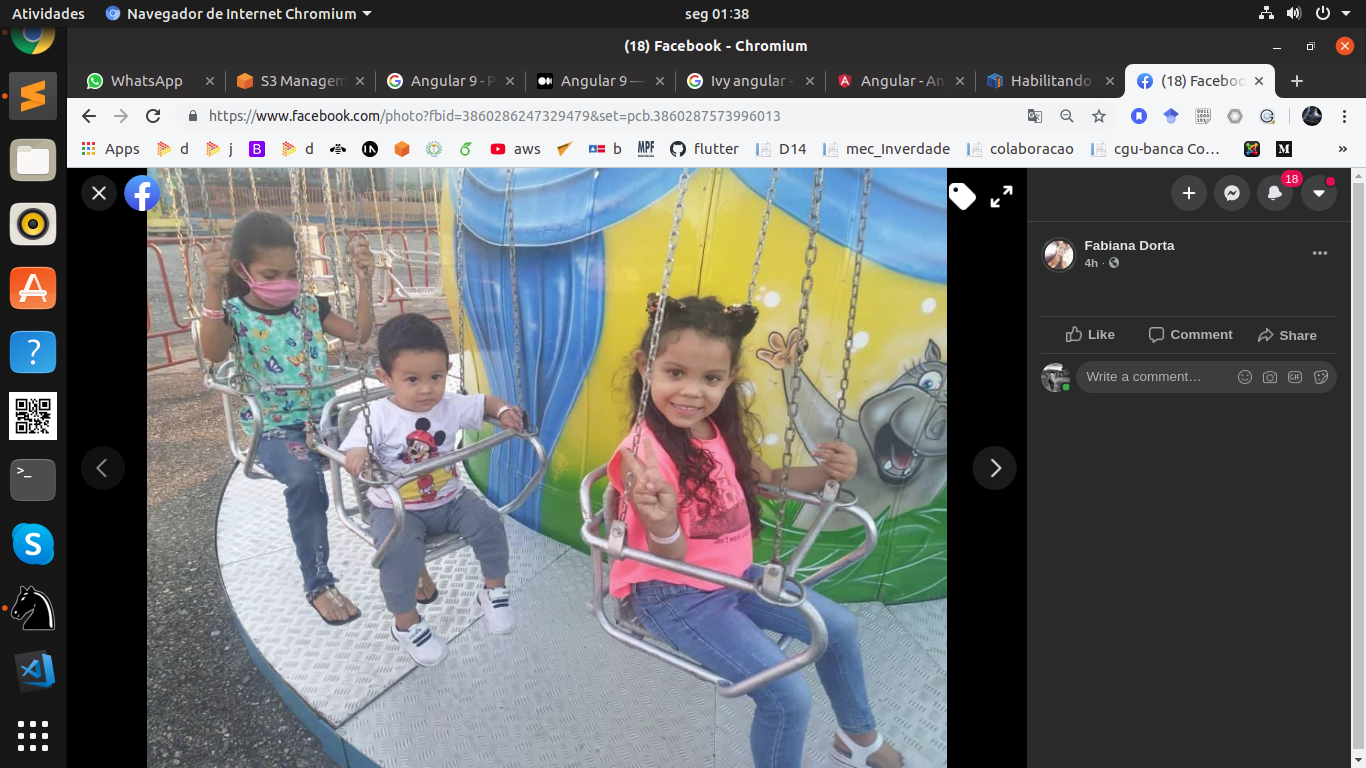 Atividades
Navegador de Internet Chromium
seg 01:38
(18) Facebook - Chromium
WhatsApp
S3 Managem
Angular 9 - P
Angular 9 —
Ivy angular -
Angular - An
Habilitando
(18) Faceboo
https://www.facebook.com/photo?fbid=3860286247329479&set=pcb.3860287573996013
Apps
d
j
B
d
aws
b
MPF
flutter
D14
mec_Inverdade
colaboracao
cgu-banca Co…
M
»
18
Fabiana Dorta
4h
Like
Comment
Share
Write a comment…
GIF